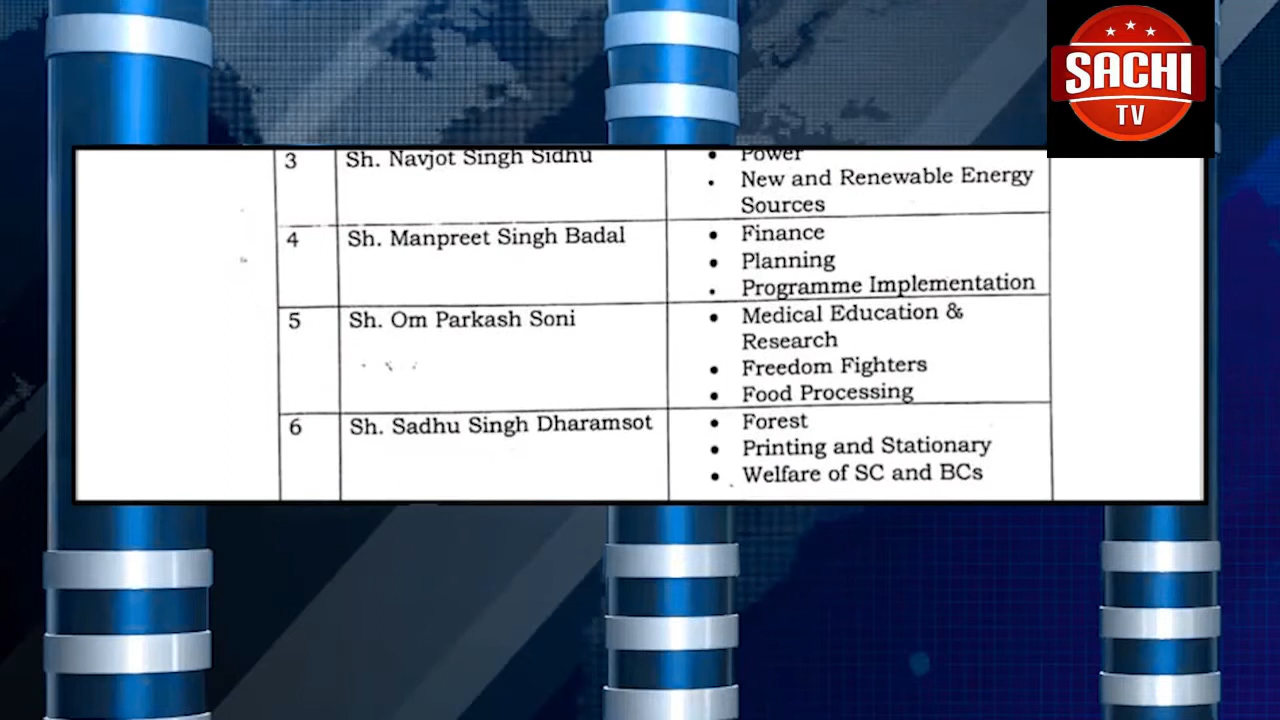 SACHI
TV
3 Sh. Navjot Singh Sidhu • Power
• New and Renewable Energy
Sources
4 Sh. Manpreet Singh Badal • Finance
• Planning
• Programme Implementation
5 Sh. Om Parkash Soni • Medical Education &
Research
• Freedom Fighters
• Food Processing
6 Sh. Sadhu Singh Dharamsot • Forest
• Printing and Stationary
• Welfare of SC and BCs